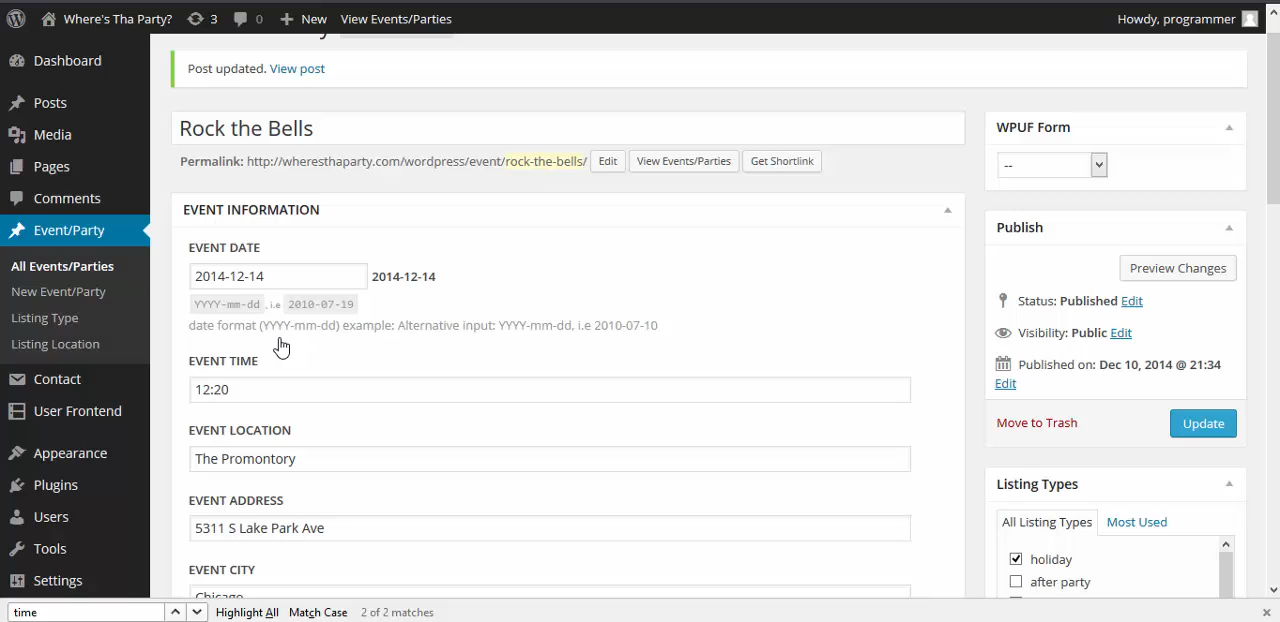 Where's Tha Party? 3 0 New View Events/Parties Howdy, programmer
Dashboard
Posts
Media
Pages
Comments
Event/Party
All Events/Parties
New Event/Party
Listing Type
Listing Location
Contact
User Frontend
Appearance
Plugins
Users
Tools
Settings
Post updated. View post
Rock the Bells
Permalink: http://wheresthaparty.com/wordpress/event/rock-the-bells/ Edit View Events/Parties Get Shortlink
EVENT INFORMATION
EVENT DATE
2014-12-14 2014-12-14
YYYY-mm-dd , i.e 2010-07-19
date format (YYYY-mm-dd) example: Alternative input: YYYY-mm-dd, i.e 2010-07-10
EVENT TIME
12:20
EVENT LOCATION
The Promontory
EVENT ADDRESS
5311 S Lake Park Ave
EVENT CITY
Chicago
WPUF Form
--
Publish
Preview Changes
Status: Published Edit
Visibility: Public Edit
Published on: Dec 10, 2014 @ 21:34
Edit
Move to Trash Update
Listing Types
All Listing Types Most Used
holiday
after party
time Highlight All Match Case 2 of 2 matches